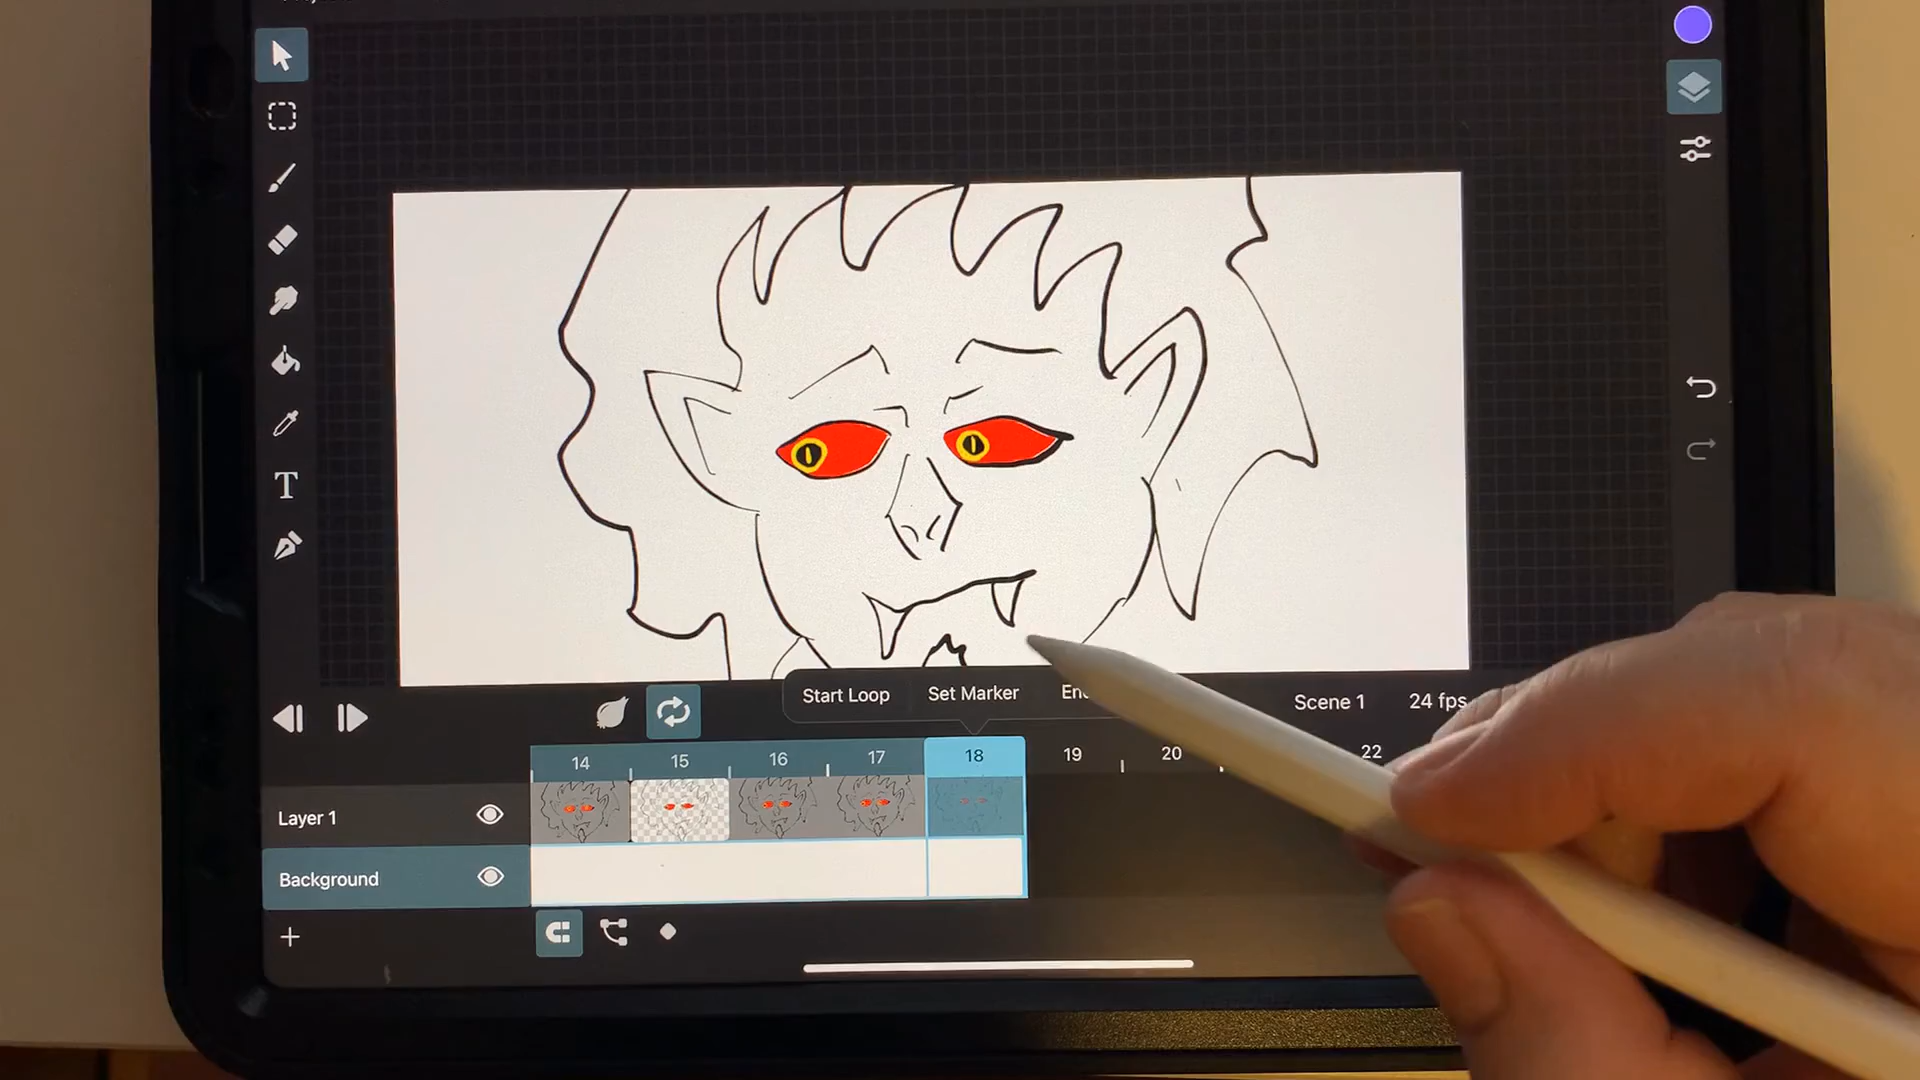 T
Start Loop Set Marker
Scene 1 24 fps
14 15 16 17 18 19 20 22
Layer 1
Background